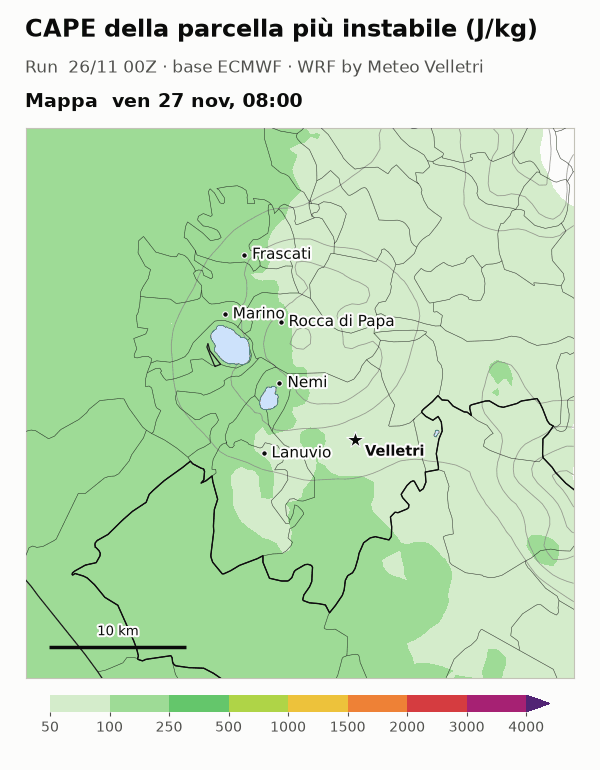 CAPE della parcella più instabile (J/kg)
Run  26/11 00Z · base ECMWF · WRF by Meteo Velletri
Mappa  ven 27 nov, 08:00
Frascati
Marino
Rocca di Papa
Nemi
Velletri
Lanuvio
10 km
50 100 250 500 1000 1500 2000 3000 4000